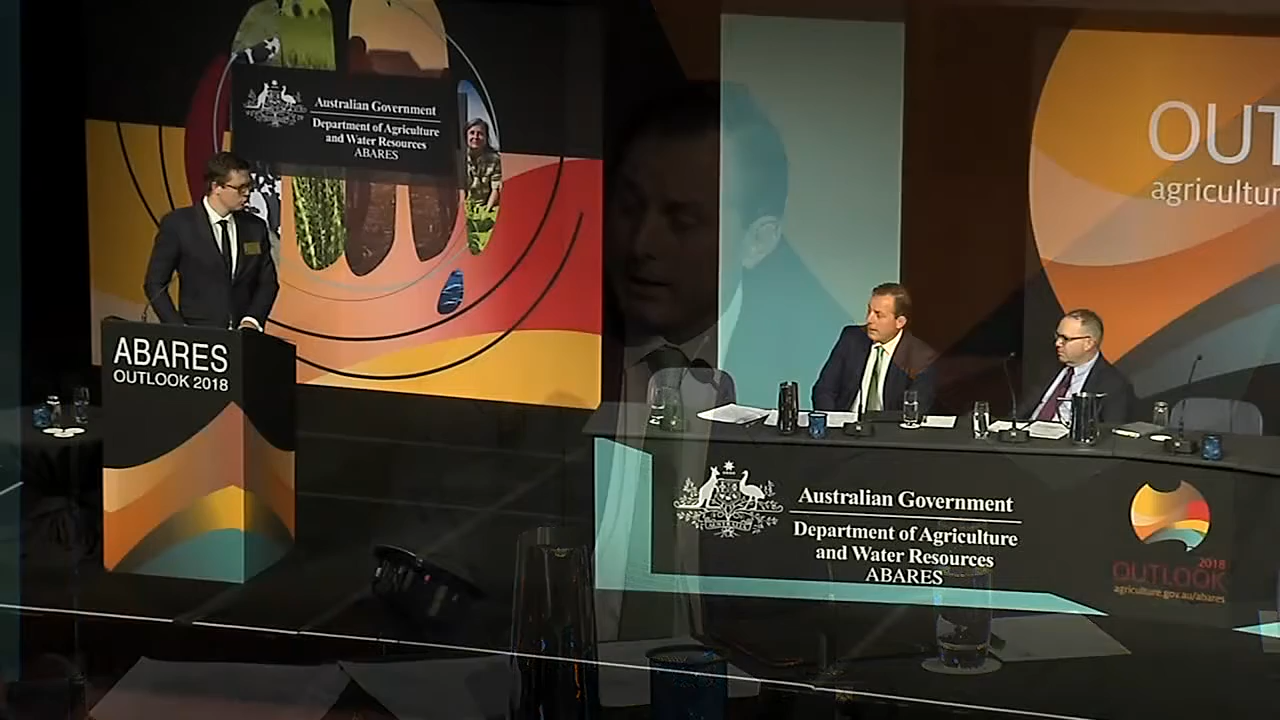 Australian Government
Department of Agriculture
and Water Resources
ABARES
ABARES
OUTLOOK 2018
OUT
agricultur
Australian Government
Department of Agriculture
and Water Resources
ABARES
2018
OUTLOOK
agriculture.gov.au/abares